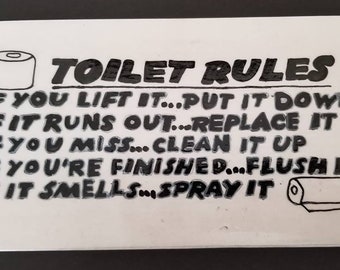 TOILET RULES
F YOU LIFT IT...PUT IT DOWN
F IT RUNS OUT...REPLACE IT
F YOU MISS...CLEAN IT UP
F YOU'RE FINISHED...FLUSH I
IT SMELLS...SPRAY IT